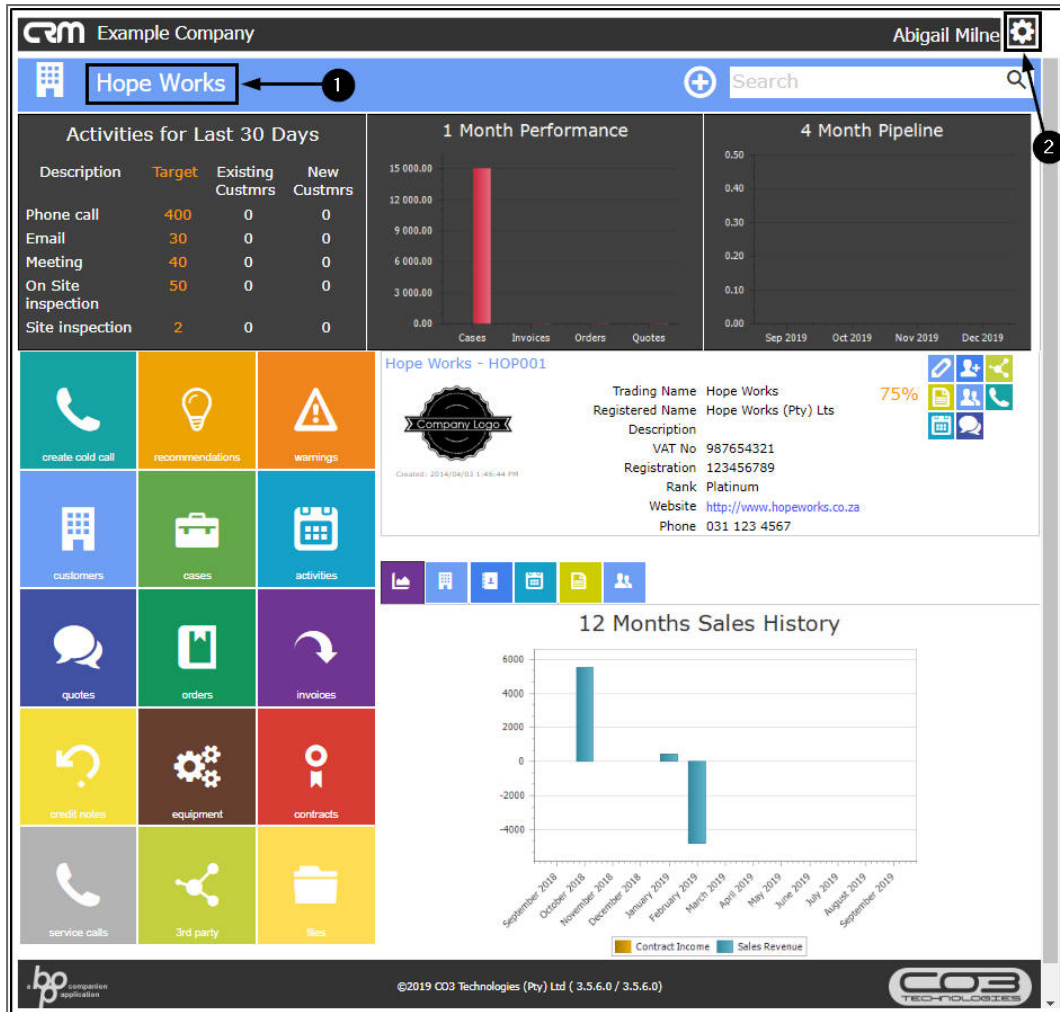 CRM Example Company
Abigail Milne
Hope Works
1
Search
2
Activities for Last 30 Days
Description Target Existing Custmrs New Custmrs
Phone call 400 0 0
Email 30 0 0
Meeting 40 0 0
On Site inspection 50 0 0
Site inspection 2 0 0
1 Month Performance
15 000.00
12 000.00
9 000.00
6 000.00
3 000.00
0.00
Cases Invoices Orders Quotes
4 Month Pipeline
0.50
0.40
0.30
0.20
0.10
0.00
Sep 2019 Oct 2019 Nov 2019 Dec 2019
create cold call
recommendations
warnings
customers
cases
activities
quotes
orders
invoices
credit notes
equipment
contracts
service calls
3rd party
files
Hope Works - HOP001
Company Logo
Created: 2014/04/03 1:46:44 PM
Trading Name Hope Works
Registered Name Hope Works (Pty) Lts
Description
VAT No 987654321
Registration 123456789
Rank Platinum
Website http://www.hopeworks.co.za
Phone 031 123 4567
75%
12 Months Sales History
6000
4000
2000
0
-2000
-4000
September 2018
October 2018
November 2018
December 2018
January 2019
February 2019
March 2019
April 2019
May 2019
June 2019
July 2019
August 2019
September 2019
Contract Income Sales Revenue
a bpo companion application
©2019 CO3 Technologies (Pty) Ltd ( 3.5.6.0 / 3.5.6.0)
CO3
TECHNOLOGIES